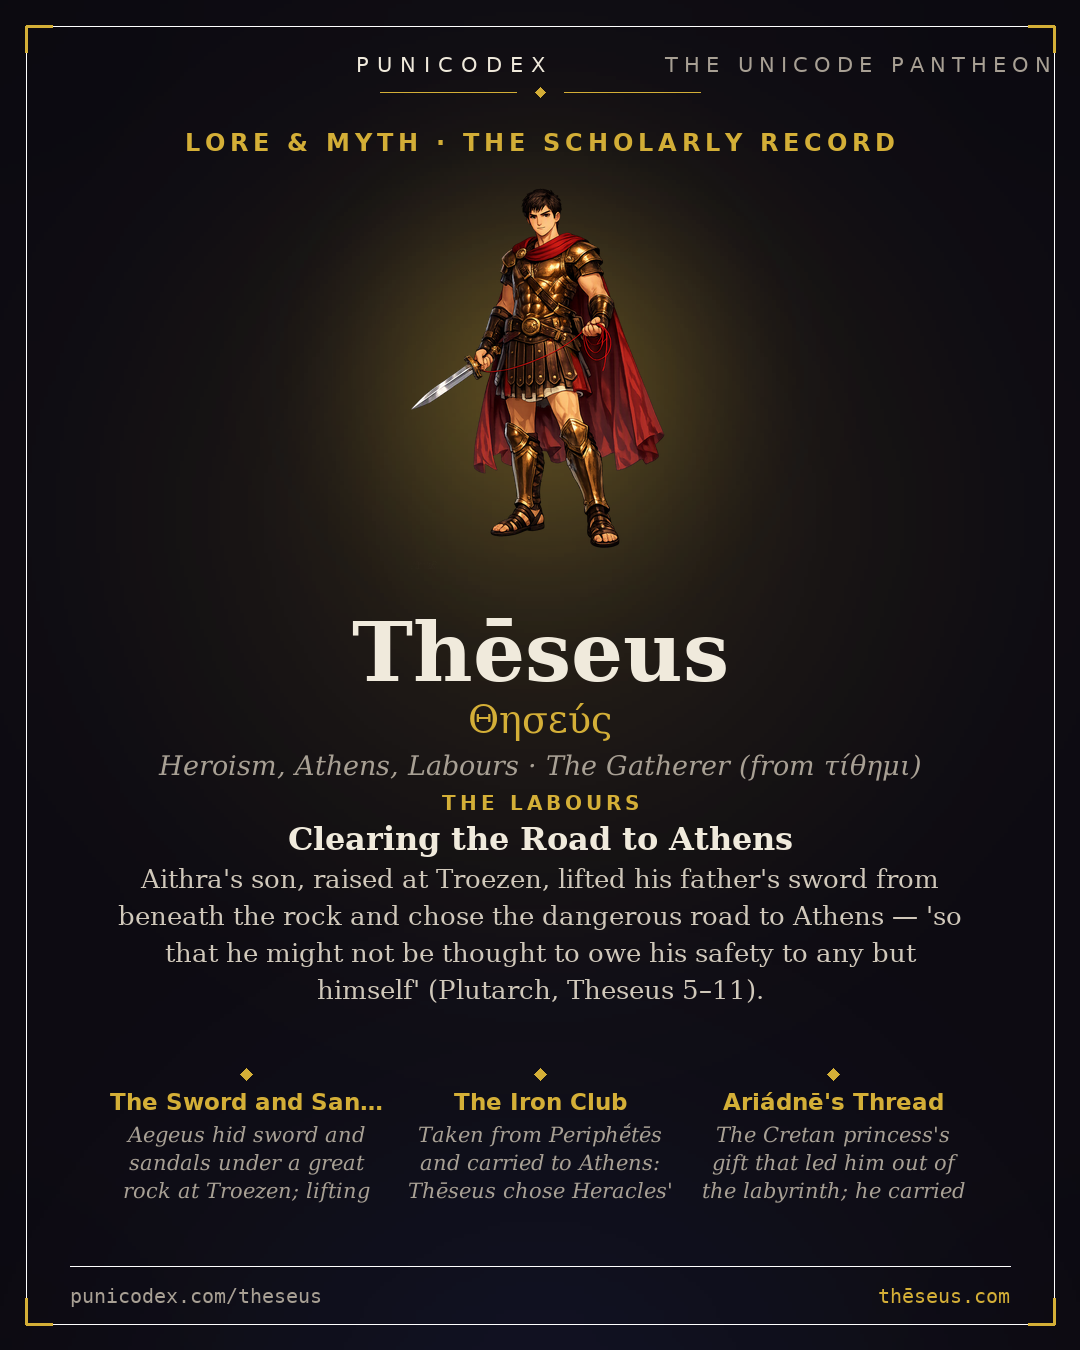 PUNICODEX THE UNICODE PANTHEON
LORE & MYTH · THE SCHOLARLY RECORD
Thēseus
Θησεύς
Heroism, Athens, Labours · The Gatherer (from τίθημι)
THE LABOURS
Clearing the Road to Athens
Aithra's son, raised at Troezen, lifted his father's sword from
beneath the rock and chose the dangerous road to Athens — 'so
that he might not be thought to owe his safety to any but
himself' (Plutarch, Theseus 5–11).
The Sword and San...
Aegeus hid sword and
sandals under a great
rock at Troezen; lifting
The Iron Club
Taken from Periphḗtēs
and carried to Athens:
Thēseus chose Heracles'
Ariádnē's Thread
The Cretan princess's
gift that led him out of
the labyrinth; he carried
punicodex.com/theseus
thēseus.com